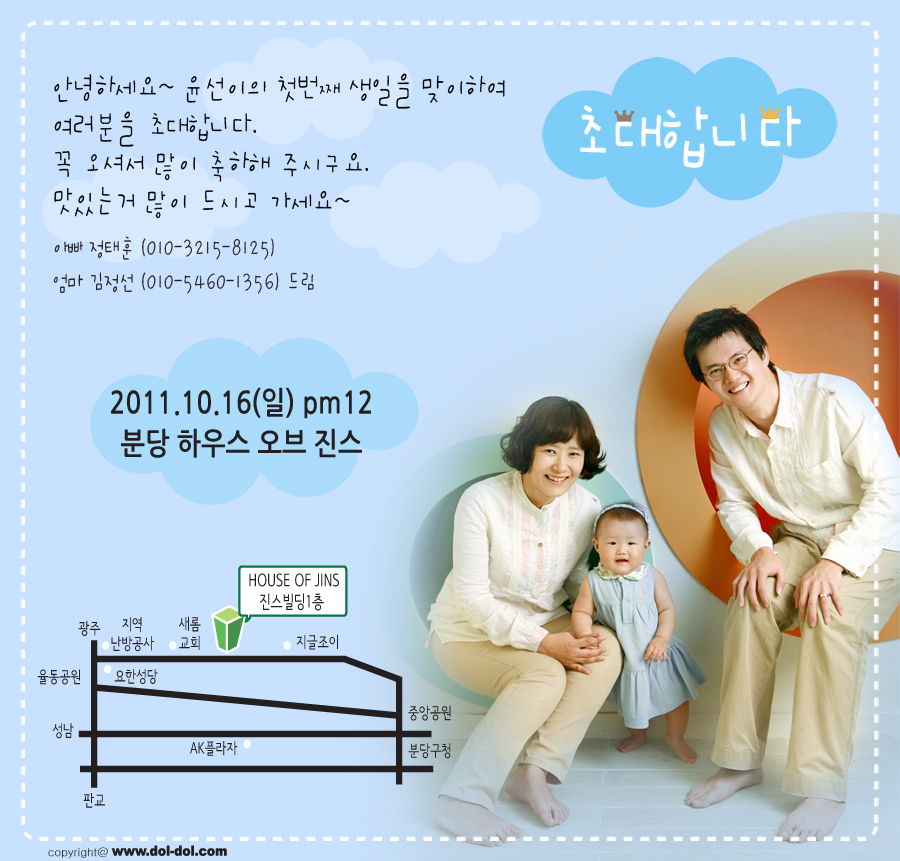 안녕하세요~ 윤선이의 첫번째 생일을 맞이하여
여러분을 초대합니다.
꼭 오셔서 많이 축하해 주시구요.
맛있는거 많이 드시고 가세요~
아빠 정태훈 (010-3215-8125)
엄마 김정선 (010-5460-1356) 드림
초대합니다
2011.10.16(일) pm12
분당 하우스 오브 진스
HOUSE OF JINS
진스빌딩1층
광주
지역
난방공사
새롬
교회
지글조이
율동공원
요한성당
중앙공원
성남
AK플라자
분당구청
판교
copyright@ www.dol-dol.com